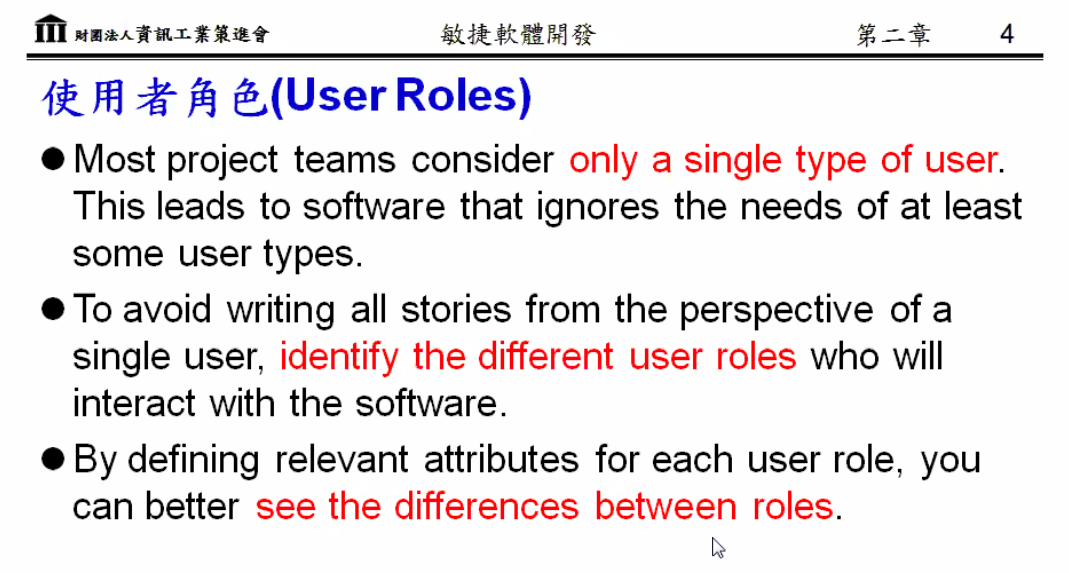 財團法人資訊工業策進會 敏捷軟體開發 第二章 4
使用者角色(User Roles)
● Most project teams consider only a single type of user.
This leads to software that ignores the needs of at least
some user types.
● To avoid writing all stories from the perspective of a
single user, identify the different user roles who will
interact with the software.
● By defining relevant attributes for each user role, you
can better see the differences between roles.